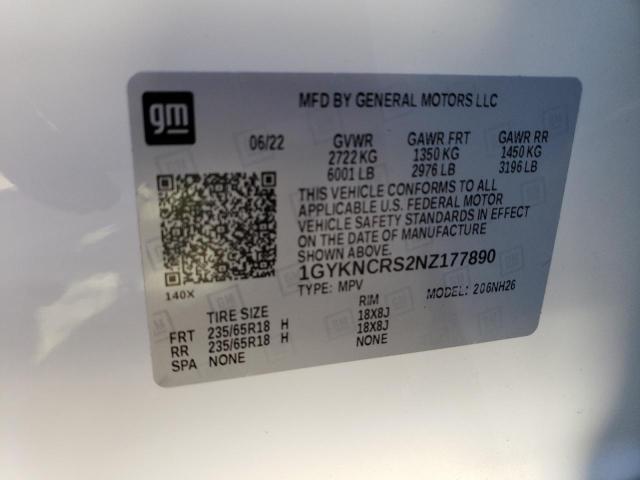 gm
MFD BY GENERAL MOTORS LLC
06/22 GVWR GAWR FRT GAWR RR
2722 KG 1350 KG 1450 KG
6001 LB 2976 LB 3196 LB
THIS VEHICLE CONFORMS TO ALL
APPLICABLE U.S. FEDERAL MOTOR
VEHICLE SAFETY STANDARDS IN EFFECT
ON THE DATE OF MANUFACTURE
1GYKNCRS2NZ177890
140X TYPE: MPV MODEL: 206NH26
TIRE SIZE RIM
FRT 235/65R18 H 18X8J
RR 235/65R18 H 18X8J
SPA NONE NONE